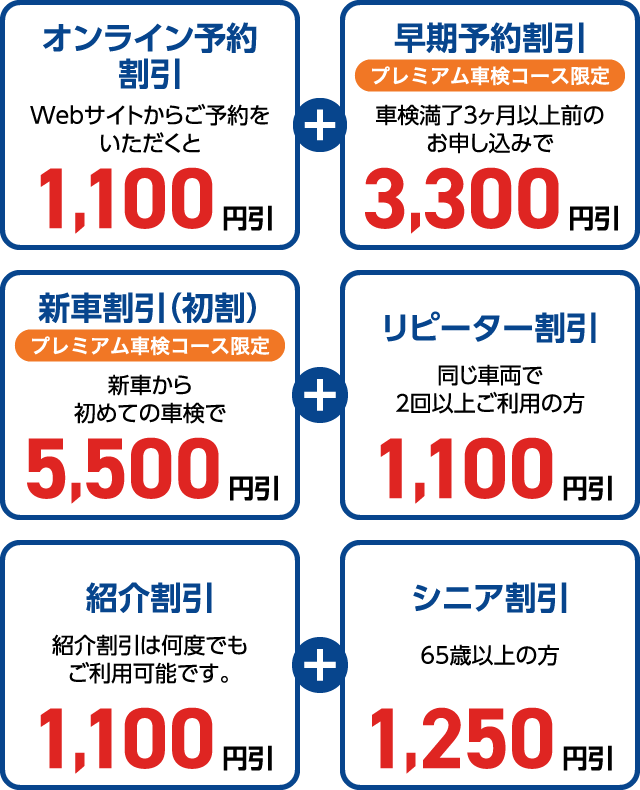 オンライン予約
割引
Webサイトからご予約を
いただくと
1,100円引
+
早期予約割引
プレミアム車検コース限定
車検満了3ヶ月以上前の
お申し込みで
3,300円引
新車割引(初割)
プレミアム車検コース限定
新車から
初めての車検で
5,500円引
+
リピーター割引
同じ車両で
2回以上ご利用の方
1,100円引
紹介割引
紹介割引は何度でも
ご利用可能です。
1,100円引
+
シニア割引
65歳以上の方
1,250円引